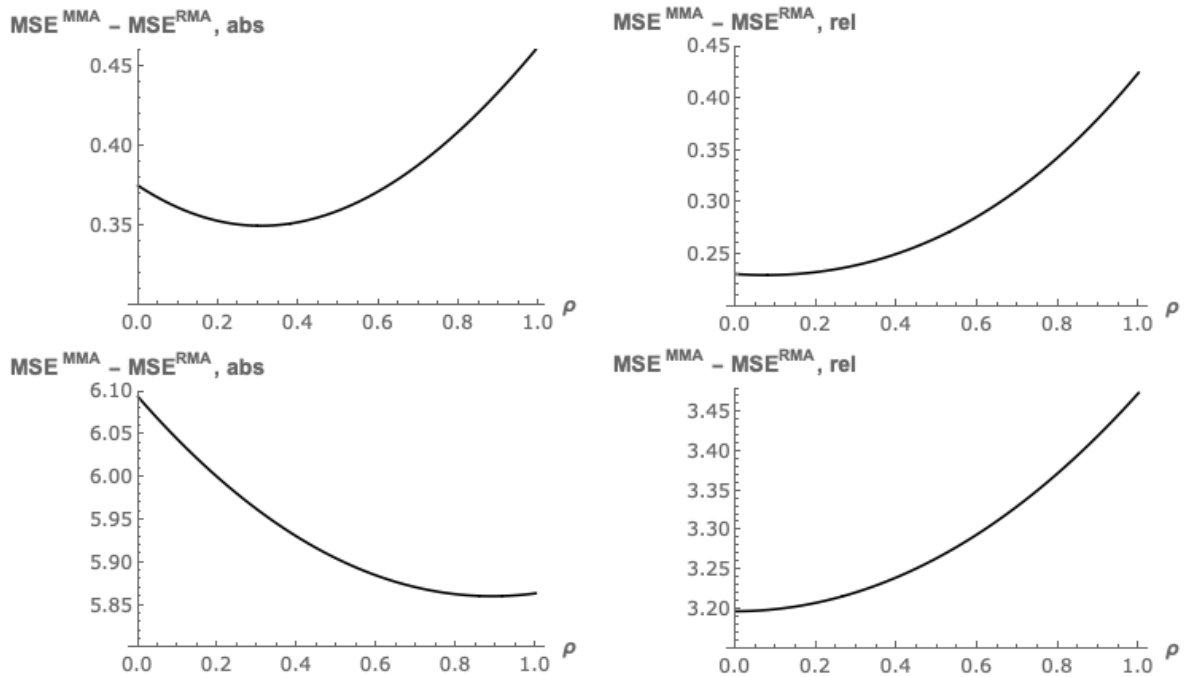 MSE^MMA – MSE^RMA, abs
0.45
0.40
0.35
0.0 0.2 0.4 0.6 0.8 1.0 ρ
MSE^MMA – MSE^RMA, rel
0.45
0.40
0.35
0.30
0.25
0.0 0.2 0.4 0.6 0.8 1.0 ρ
MSE^MMA – MSE^RMA, abs
6.10
6.05
6.00
5.95
5.90
5.85
0.0 0.2 0.4 0.6 0.8 1.0 ρ
MSE^MMA – MSE^RMA, rel
3.45
3.40
3.35
3.30
3.25
3.20
0.0 0.2 0.4 0.6 0.8 1.0 ρ